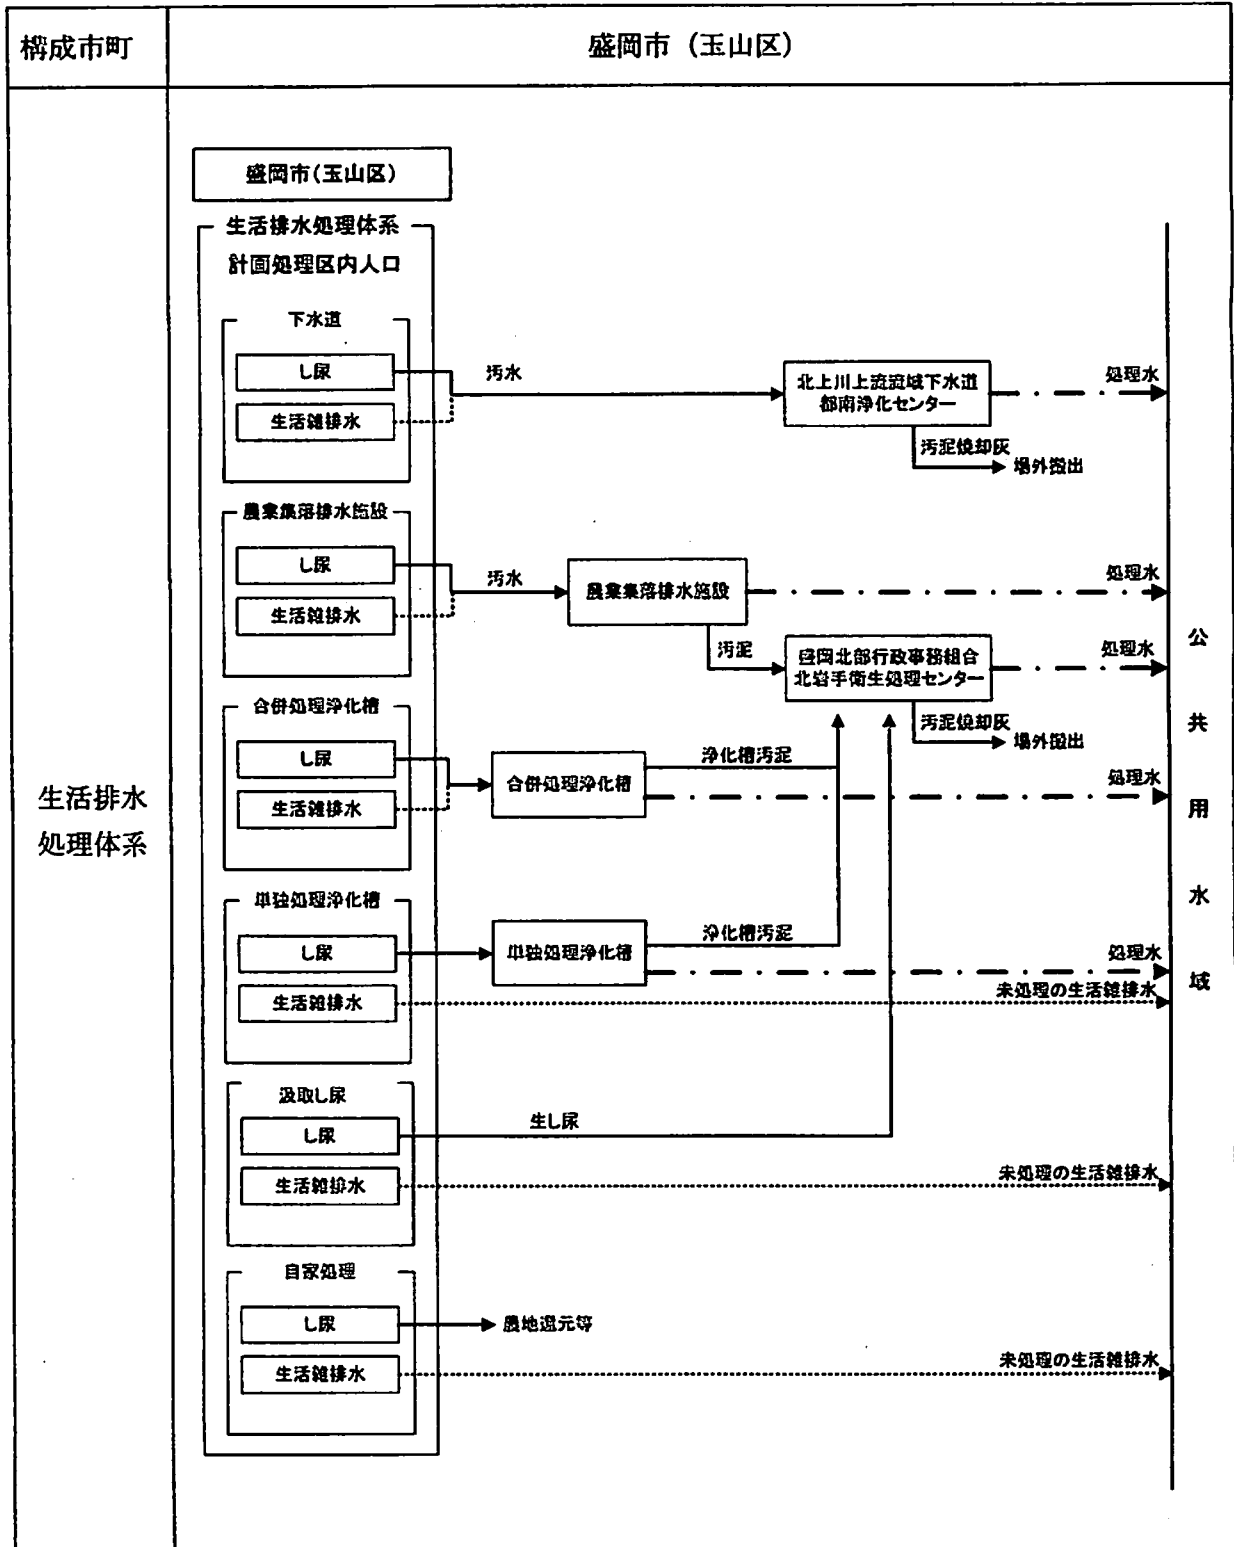 構成市町
盛岡市（玉山区）
生活排水
処理体系
盛岡市(玉山区)
生活排水処理体系
計画処理区内人口
下水道
し尿
生活雑排水
汚水
北上川上流流域下水道
都南浄化センター
処理水
汚泥焼却灰
場外搬出
農業集落排水施設
し尿
生活雑排水
汚水
農業集落排水施設
処理水
汚泥
盛岡北部行政事務組合
北岩手衛生処理センター
処理水
汚泥焼却灰
場外搬出
合併処理浄化槽
し尿
生活雑排水
合併処理浄化槽
浄化槽汚泥
処理水
単独処理浄化槽
し尿
生活雑排水
単独処理浄化槽
浄化槽汚泥
処理水
未処理の生活雑排水
汲取し尿
し尿
生活雑排水
生し尿
未処理の生活雑排水
自家処理
し尿
生活雑排水
農地還元等
未処理の生活雑排水
公共用水域